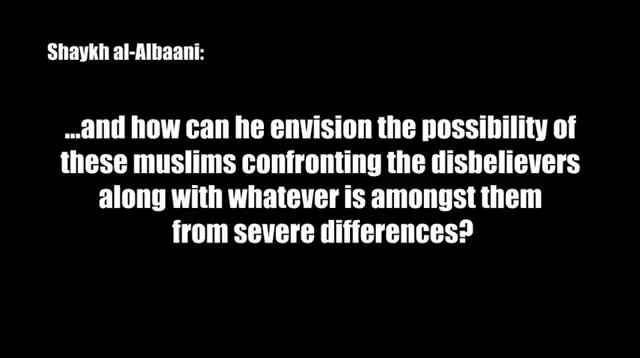 Shaykh al-Albaani:
...and how can he envision the possibility of
these muslims confronting the disbelievers
along with whatever is amongst them
from severe differences?